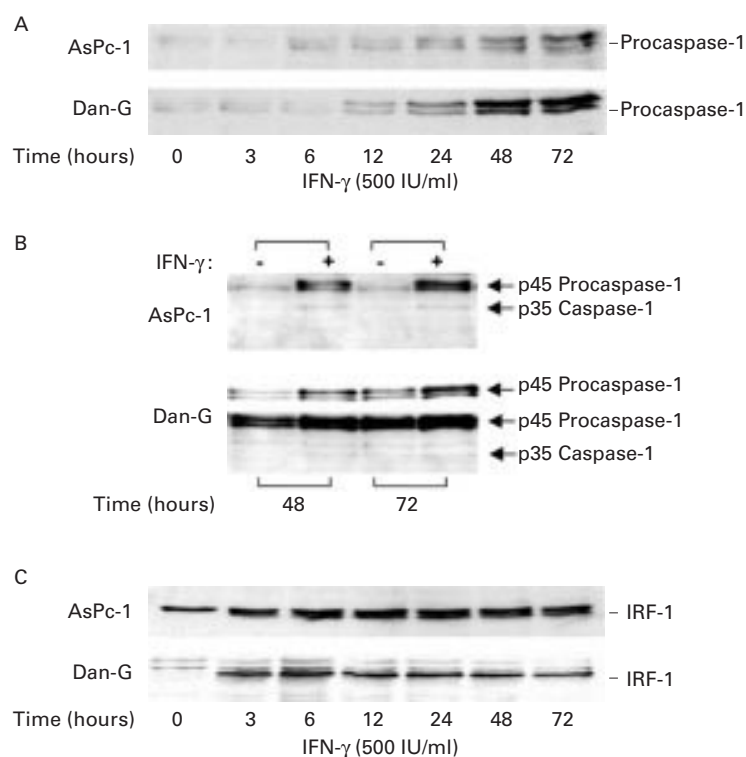 A
AsPc-1
–Procaspase-1
Dan-G
–Procaspase-1
Time (hours) 0 3 6 12 24 48 72
IFN-γ (500 IU/ml)
B
IFN-γ: - + - +
AsPc-1
p45 Procaspase-1
p35 Caspase-1
Dan-G
p45 Procaspase-1
p45 Procaspase-1
p35 Caspase-1
Time (hours) 48 72
C
AsPc-1
– IRF-1
Dan-G
– IRF-1
Time (hours) 0 3 6 12 24 48 72
IFN-γ (500 IU/ml)